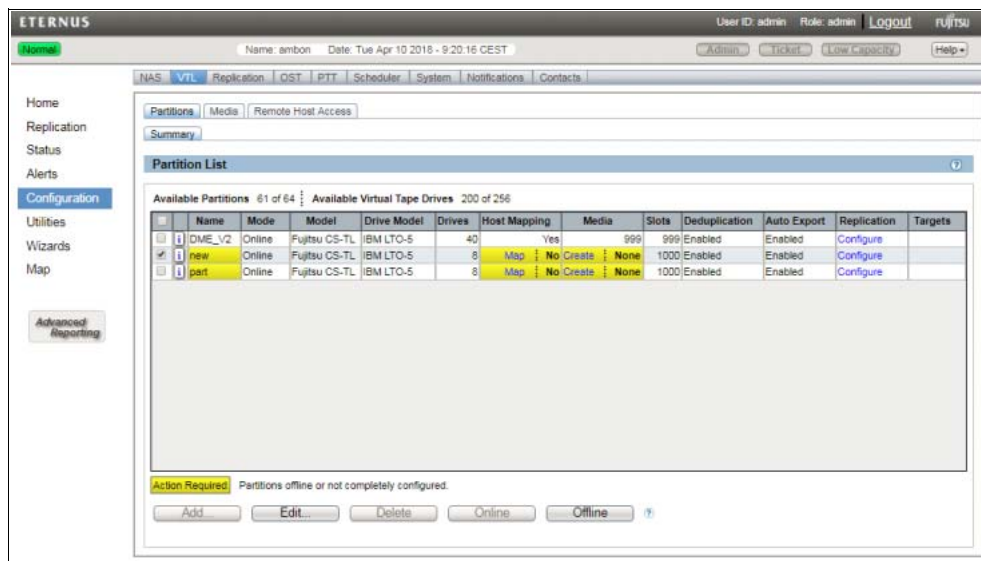 ETERNUS User ID: admin Role: admin Logout FUJITSU
Normal Name: ambon Date: Tue Apr 10 2018 - 9:20:16 CEST Admin Ticket Low Capacity Help
NAS VTL Replication OST PTT Scheduler System Notifications Contacts
Home
Replication
Status
Alerts
Configuration
Utilities
Wizards
Map
Advanced Reporting
Partitions Media Remote Host Access
Summary
Partition List
Available Partitions 61 of 64 Available Virtual Tape Drives 200 of 256
Name Mode Model Drive Model Drives Host Mapping Media Slots Deduplication Auto Export Replication Targets
i DME_V2 Online Fujitsu CS-TL IBM LTO-5 40 Yes 999 999 Enabled Enabled Configure
i new Online Fujitsu CS-TL IBM LTO-5 8 Map No Create None 1000 Enabled Enabled Configure
i part Online Fujitsu CS-TL IBM LTO-5 8 Map No Create None 1000 Enabled Enabled Configure
Action Required Partitions offline or not completely configured.
Add... Edit... Delete Online Offline ?